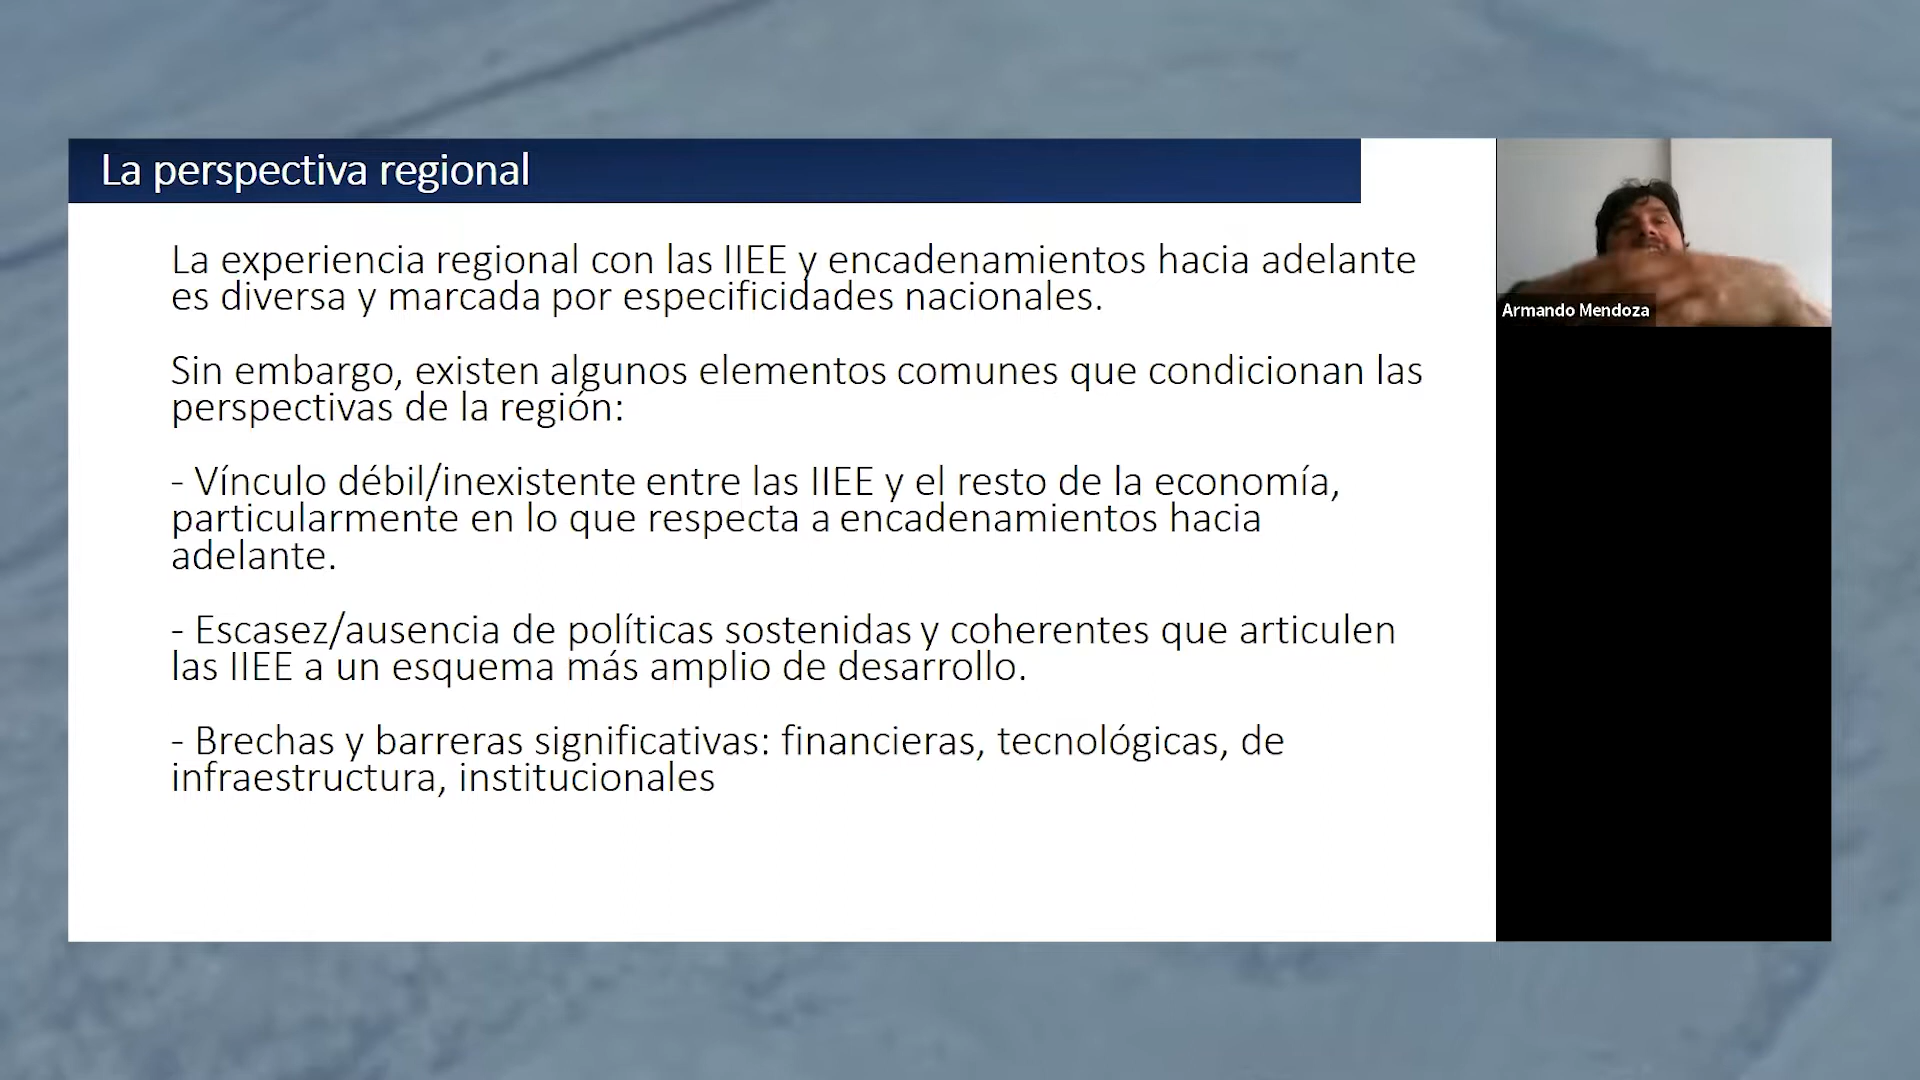 La perspectiva regional
La experiencia regional con las IIEE y encadenamientos hacia adelante
es diversa y marcada por especificidades nacionales.
Sin embargo, existen algunos elementos comunes que condicionan las
perspectivas de la región:
- Vínculo débil/inexistente entre las IIEE y el resto de la economía,
particularmente en lo que respecta a encadenamientos hacia
adelante.
- Escasez/ausencia de políticas sostenidas y coherentes que articulen
las IIEE a un esquema más amplio de desarrollo.
- Brechas y barreras significativas: financieras, tecnológicas, de
infraestructura, institucionales
Armando Mendoza